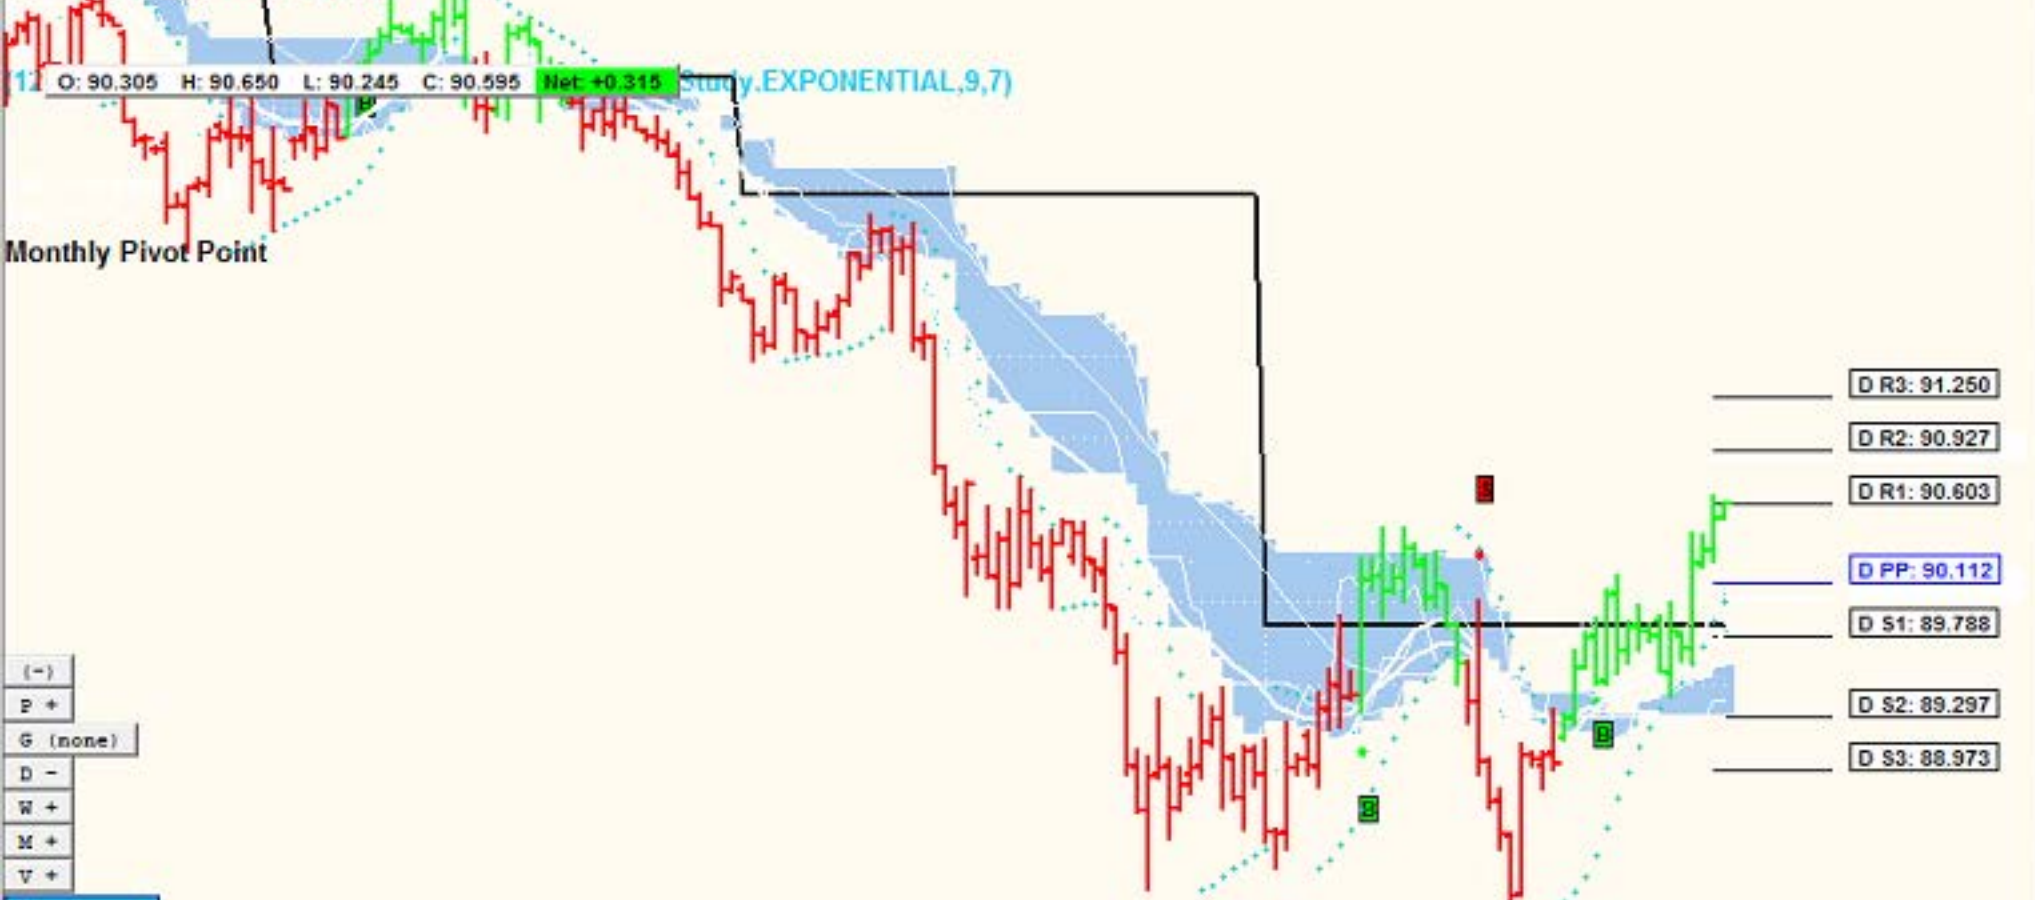 (12
O: 90.305 H: 90.650 L: 90.245 C: 90.595 Net: +0.315
Study.EXPONENTIAL,9,7)
B
Monthly Pivot Point
D R3: 91.250
D R2: 90.927
D R1: 90.603
D PP: 90.112
D S1: 89.788
D S2: 89.297
D S3: 88.973
S
B
B
(-)
P +
G (none)
D -
W +
M +
V +